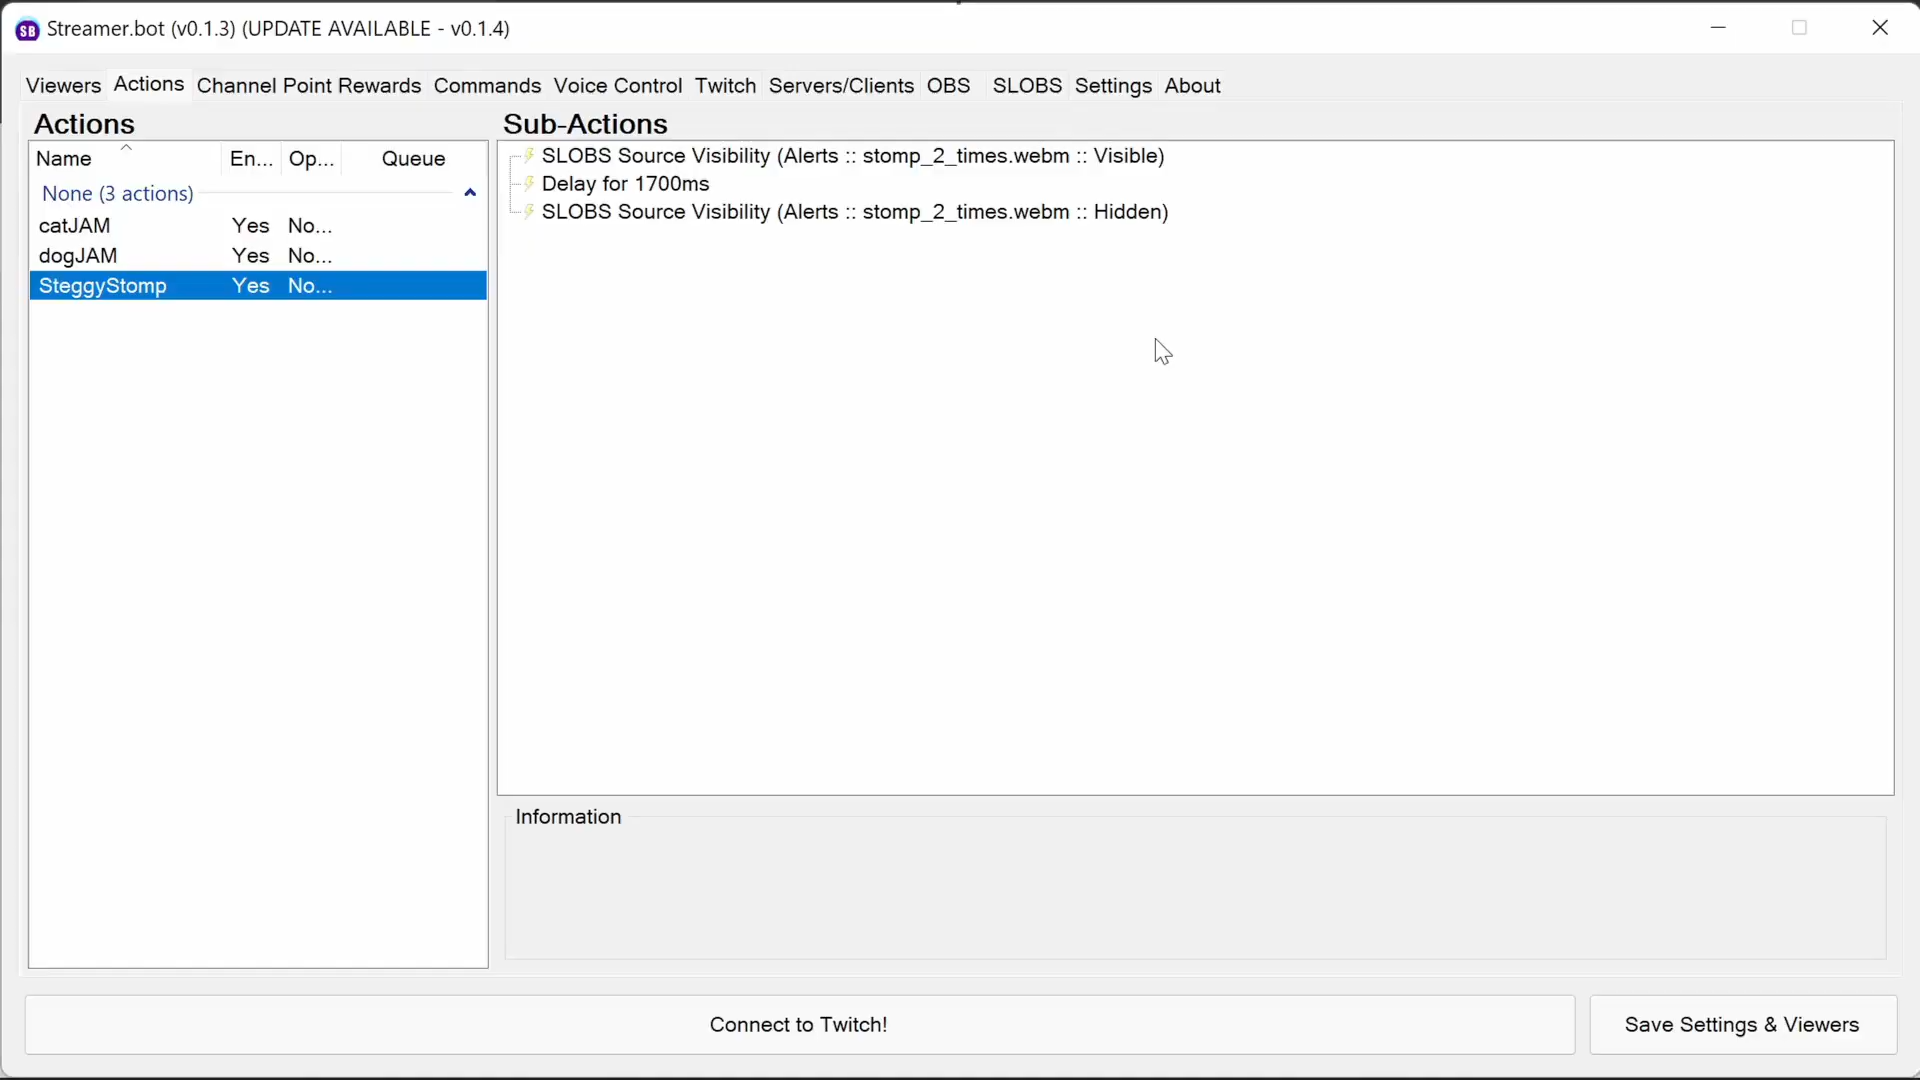 SB Streamer.bot (v0.1.3) (UPDATE AVAILABLE - v0.1.4)
Viewers Actions Channel Point Rewards Commands Voice Control Twitch Servers/Clients OBS SLOBS Settings About
Actions
Name En... Op... Queue
None (3 actions)
catJAM Yes No...
dogJAM Yes No...
SteggyStomp Yes No...
Sub-Actions
SLOBS Source Visibility (Alerts :: stomp_2_times.webm :: Visible)
Delay for 1700ms
SLOBS Source Visibility (Alerts :: stomp_2_times.webm :: Hidden)
Information
Connect to Twitch!
Save Settings & Viewers